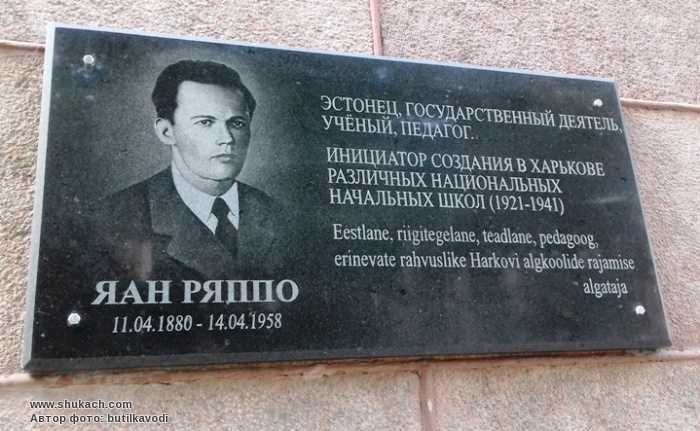 ЭСТОНЕЦ, ГОСУДАРСТВЕННЫЙ ДЕЯТЕЛЬ,
УЧЁНЫЙ, ПЕДАГОГ.
ИНИЦИАТОР СОЗДАНИЯ В ХАРЬКОВЕ
РАЗЛИЧНЫХ НАЦИОНАЛЬНЫХ
НАЧАЛЬНЫХ ШКОЛ (1921-1941)
Eestlane, riigitegelane, teadlane, pedagoog,
erinevate rahvuslike Harkovi algkoolide rajamise
algataja
ЯАН РЯППО
11.04.1880 - 14.04.1958
www.shukach.com
Автор фото: butilkavodi